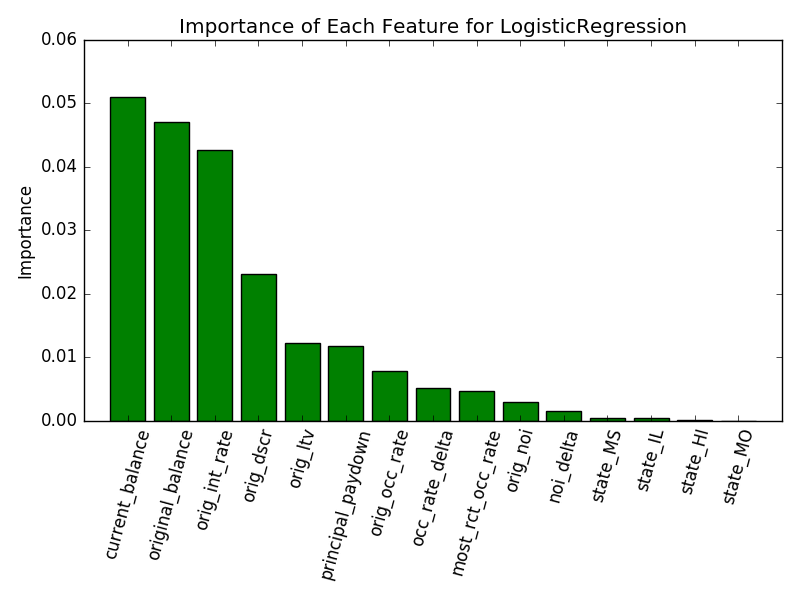 Importance of Each Feature for LogisticRegression
0.06
0.05
0.04
0.03
0.02
0.01
0.00
Importance
current_balance
original_balance
orig_int_rate
orig_dscr
orig_ltv
principal_paydown
orig_occ_rate
occ_rate_delta
most_rct_occ_rate
orig_noi
noi_delta
state_MS
state_IL
state_HI
state_MO